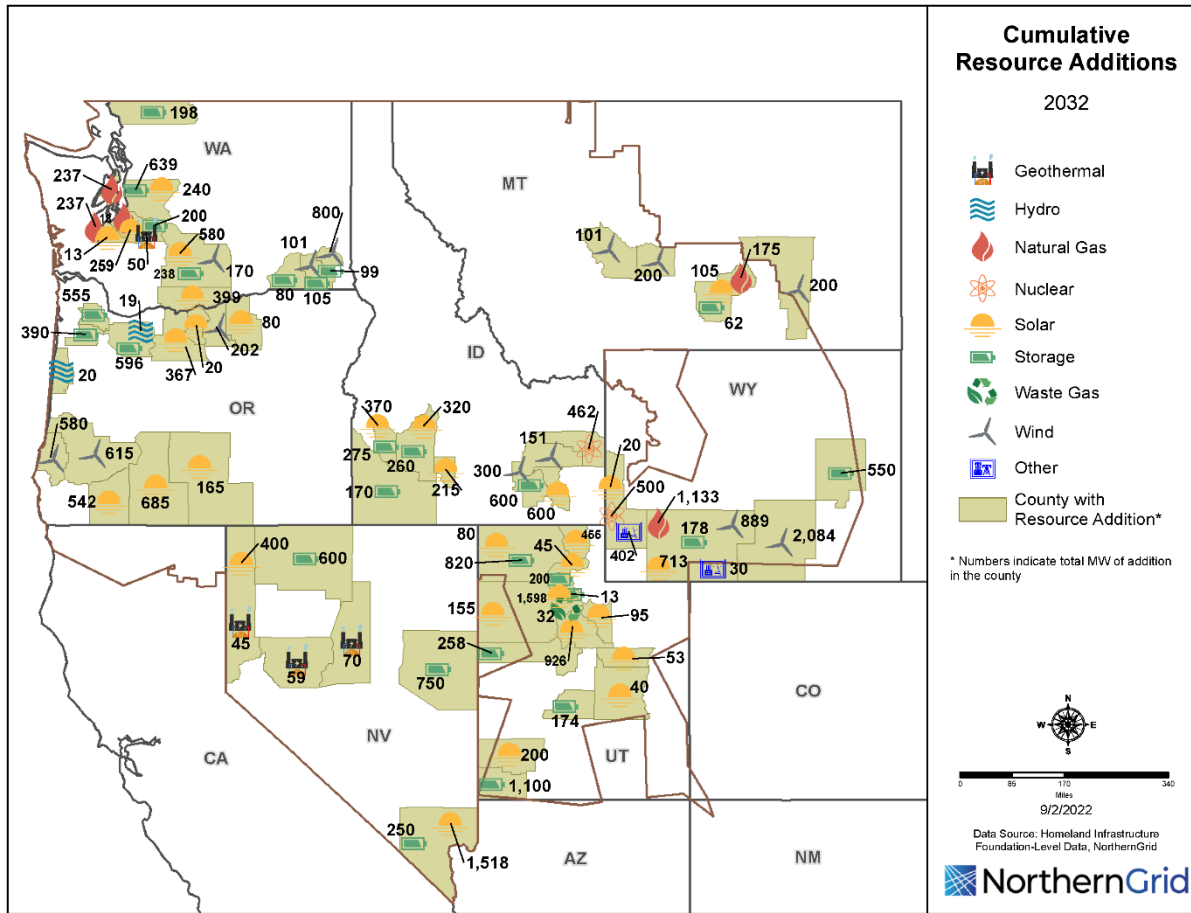 Cumulative
Resource Additions
2032
Geothermal
Hydro
Natural Gas
Nuclear
Solar
Storage
Waste Gas
Wind
Other
County with
Resource Addition*
* Numbers indicate total MW of addition
in the county
N
W E
S
0 85 170 340
Miles
9/2/2022
Data Source: Homeland Infrastructure
Foundation-Level Data, NorthernGrid
NorthernGrid
198
WA
639
237
240
MT
237
200
800
13
580
101
101
175
259
50
238
170
99
200
105
200
80
105
555
19
399
80
62
390
202
596
367
20
ID
20
WY
OR
370
320
462
580
151
20
615
275
260
300
550
542
685
165
170
215
600
600
500
1,133
889
178
2,084
402
713
30
400
600
80
466
45
820
200
1,598
13
155
32
95
45
59
70
258
926
53
750
40
CO
174
NV
CA
UT
200
1,100
250
1,518
AZ
NM